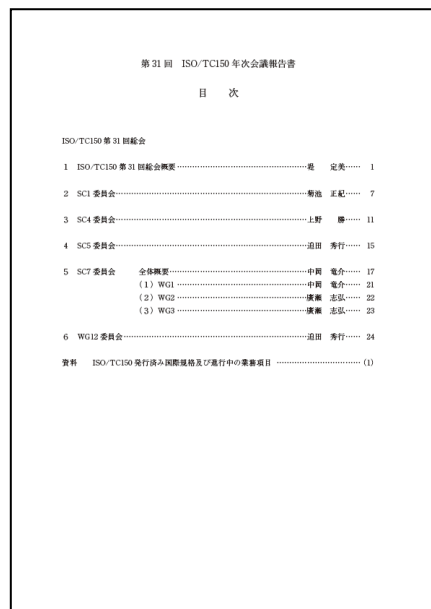 第31回　ISO/TC150 年次会議報告書
目　次
ISO/TC150 第31回総会
1　ISO/TC150 第31回総会概要……………………………………堤　　定美…… 1
2　SC1 委員会……………………………………………………菊池　正紀…… 7
3　SC4 委員会……………………………………………………上野　　勝…… 11
4　SC5 委員会……………………………………………………迫田　秀行…… 15
5　SC7 委員会　　全体概要……………………………………中岡　竜介…… 17
（1）WG1……………………………………中岡　竜介…… 21
（2）WG2……………………………………廣瀬　志弘…… 22
（3）WG3……………………………………廣瀬　志弘…… 23
6　WG12 委員会…………………………………………………迫田　秀行…… 24
資料　　ISO/TC150 発行済み国際規格及び進行中の業務項目 ……………………………(1)